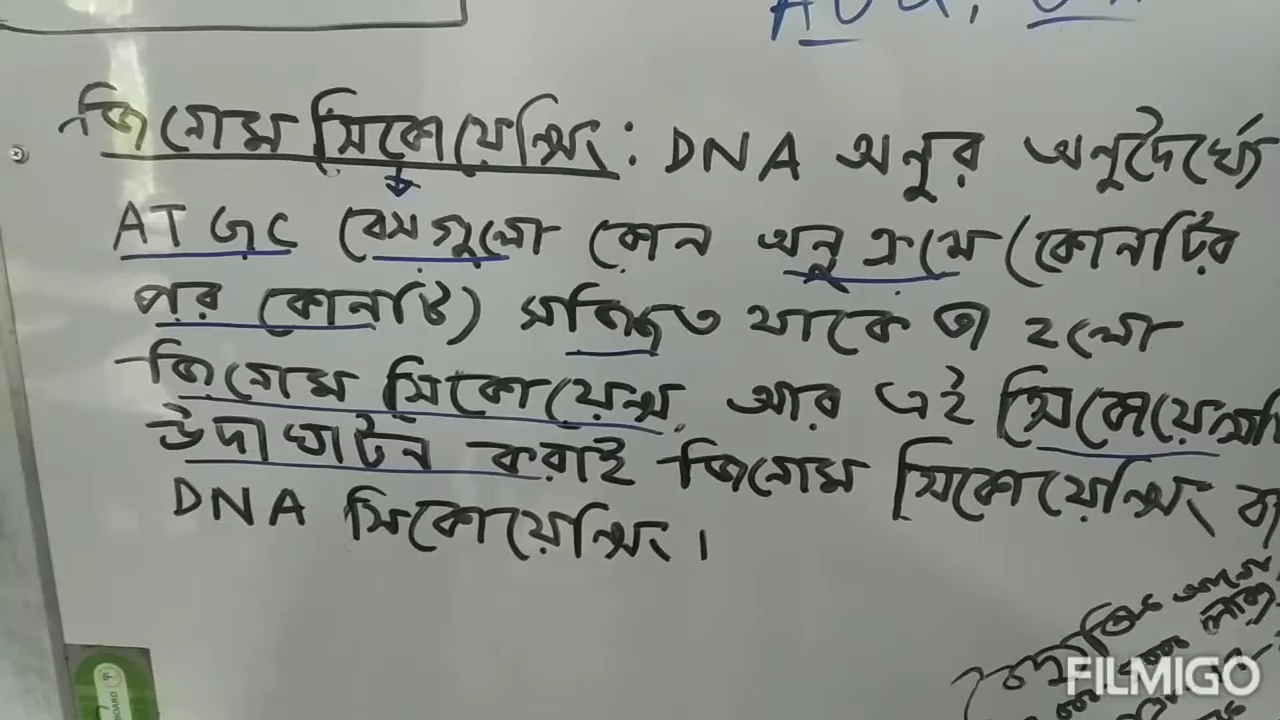 জিনোম সিকোয়েন্সিং: DNA অনুর অনুদৈর্ঘ্যে
ATGC বেসগুলো কোন অনুক্রমে (কোনটির
পর কোনটি) সজ্জিত থাকে তা হলো
জিনোম সিকোয়েন্স, আর এই সিকোয়েন্সটি
উদঘাটন করাই জিনোম সিকোয়েন্সিং বা
DNA সিকোয়েন্সিং।
FILMIGO